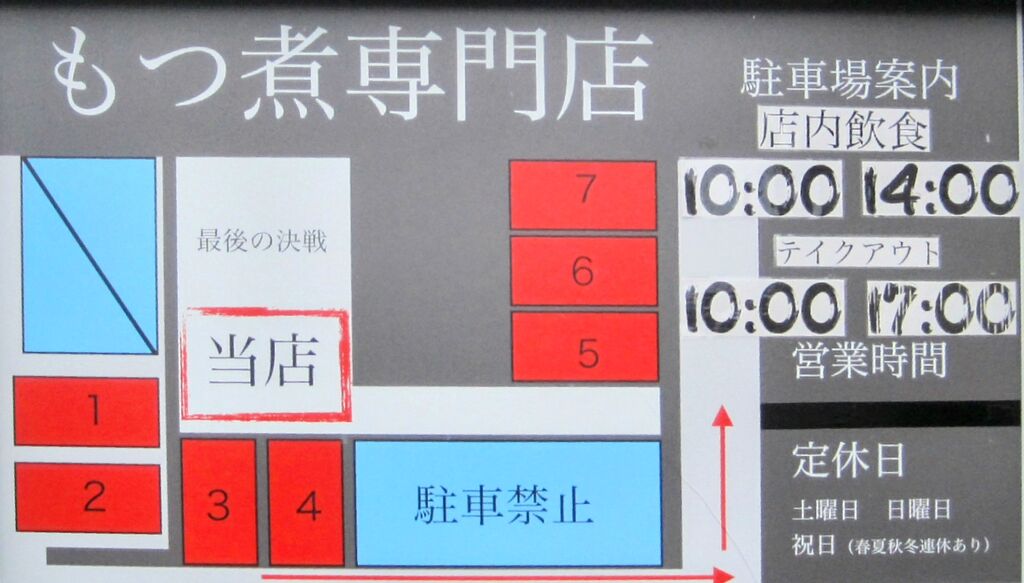 もつ煮専門店
駐車場案内
店内飲食
10:00 14:00
テイクアウト
10:00 17:00
営業時間
定休日
土曜日 日曜日
祝日（春夏秋冬連休あり）
最後の決戦
当店
7
6
5
1
2
3
4
駐車禁止